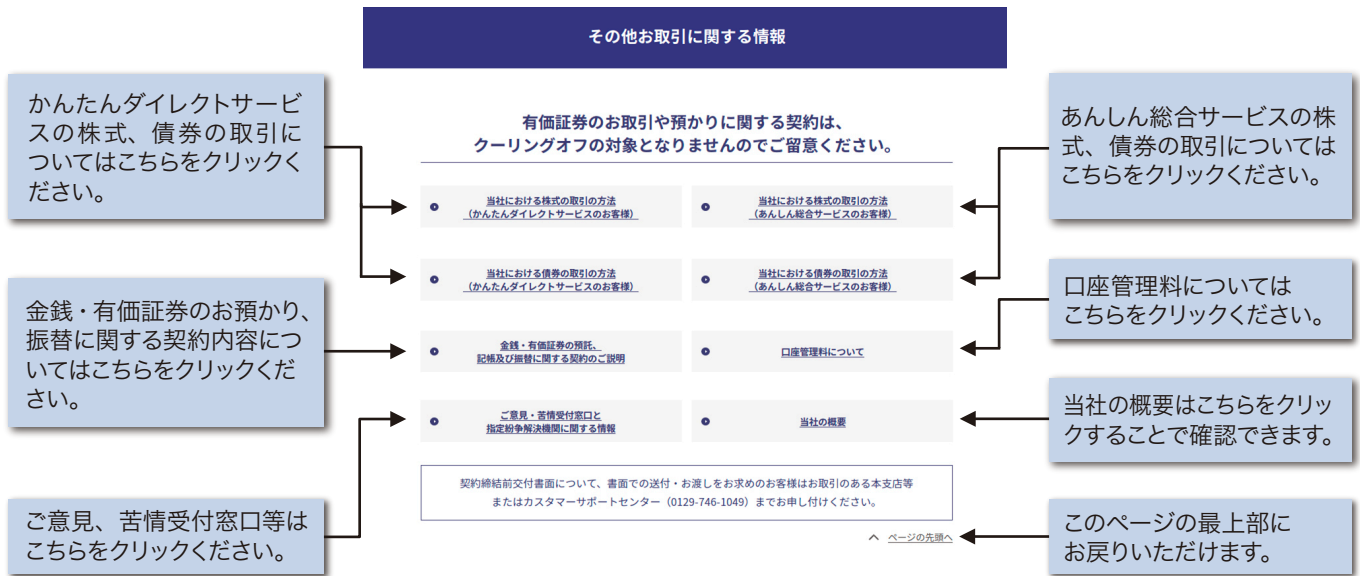 その他お取引に関する情報
かんたんダイレクトサービ
スの株式、債券の取引に
ついてはこちらをクリックく
ださい。
あんしん総合サービスの株
式、債券の取引については
こちらをクリックください。
有価証券のお取引や預かりに関する契約は、
クーリングオフの対象となりませんのでご留意ください。
当社における株式の取引の方法
（かんたんダイレクトサービスのお客様）
当社における株式の取引の方法
（あんしん総合サービスのお客様）
当社における債券の取引の方法
（かんたんダイレクトサービスのお客様）
当社における債券の取引の方法
（あんしん総合サービスのお客様）
金銭・有価証券のお預かり、
振替に関する契約内容につ
いてはこちらをクリックくだ
さい。
口座管理料については
こちらをクリックください。
金銭・有価証券の預託、
記帳及び振替に関する契約のご説明
口座管理料について
ご意見・苦情受付窓口と
指定紛争解決機関に関する情報
当社の概要
当社の概要はこちらをクリッ
クすることで確認できます。
契約締結前交付書面について、書面での送付・お渡しをお求めのお客様はお取引のある本支店等
またはカスタマーサポートセンター（0129-746-1049）までお申し付けください。
ご意見、苦情受付窓口等は
こちらをクリックください。
ページの先頭へ
このページの最上部に
お戻りいただけます。